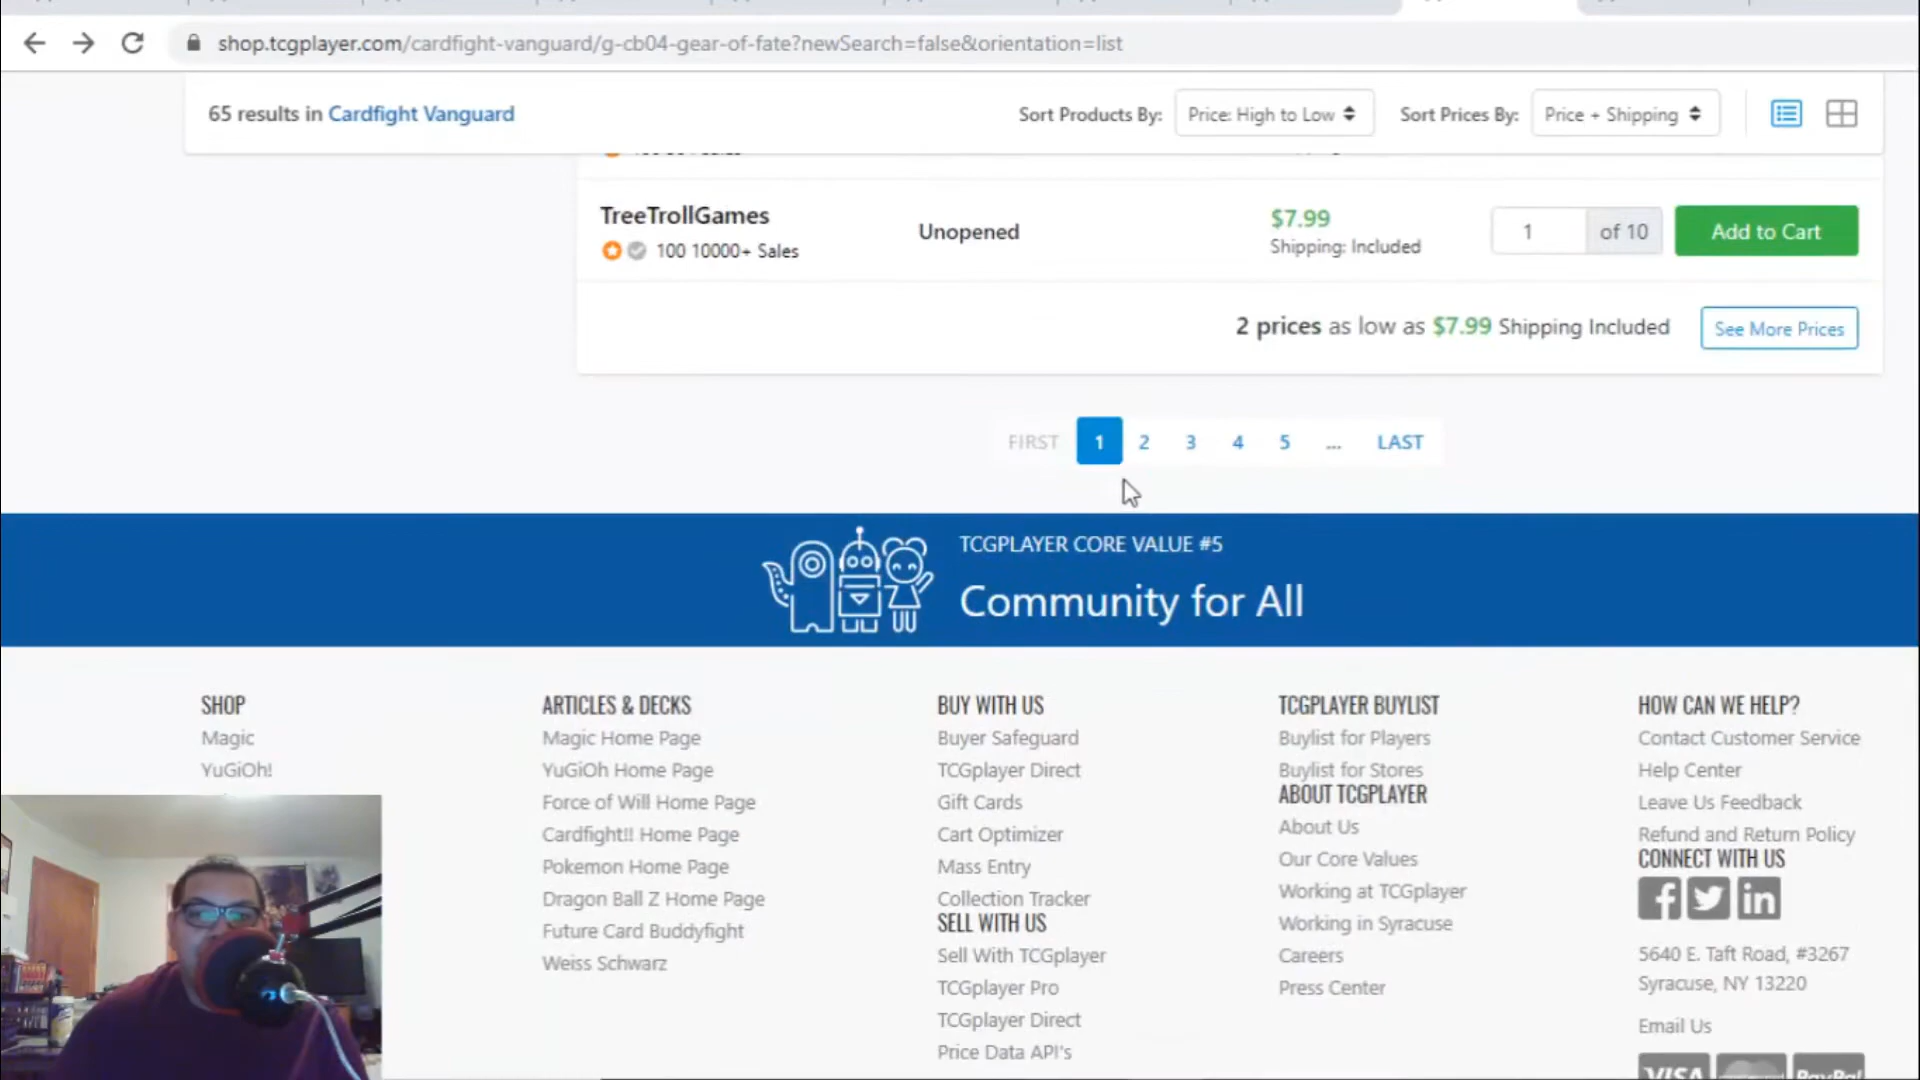 shop.tcgplayer.com/cardfight-vanguard/g-cb04-gear-of-fate?newSearch=false&orientation=list
65 results in Cardfight Vanguard
Sort Products By: Price: High to Low Sort Prices By: Price + Shipping
TreeTrollGames
100 10000+ Sales
Unopened
$7.99
Shipping: Included
1 of 10 Add to Cart
2 prices as low as $7.99 Shipping Included See More Prices
FIRST 1 2 3 4 5 ... LAST
TCGPLAYER CORE VALUE #5
Community for All
SHOP
Magic
YuGiOh!
ARTICLES & DECKS
Magic Home Page
YuGiOh Home Page
Force of Will Home Page
Cardfight!! Home Page
Pokemon Home Page
Dragon Ball Z Home Page
Future Card Buddyfight
Weiss Schwarz
BUY WITH US
Buyer Safeguard
TCGplayer Direct
Gift Cards
Cart Optimizer
Mass Entry
Collection Tracker
SELL WITH US
Sell With TCGplayer
TCGplayer Pro
TCGplayer Direct
Price Data API's
TCGPLAYER BUYLIST
Buylist for Players
Buylist for Stores
ABOUT TCGPLAYER
About Us
Our Core Values
Working at TCGplayer
Working in Syracuse
Careers
Press Center
HOW CAN WE HELP?
Contact Customer Service
Help Center
Leave Us Feedback
Refund and Return Policy
CONNECT WITH US
5640 E. Taft Road, #3267
Syracuse, NY 13220
Email Us
VISA PayPal